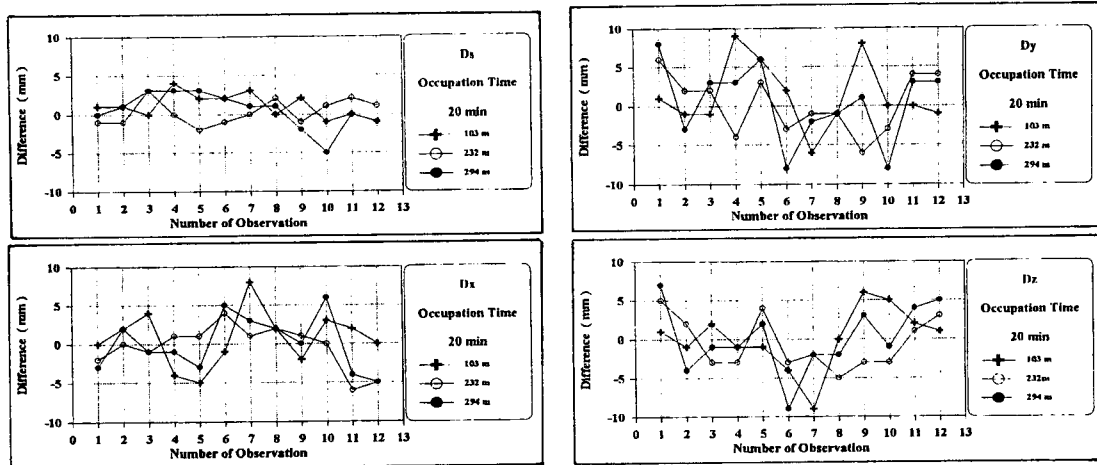 10
5
0
-5
-10
Difference ( mm )
0 1 2 3 4 5 6 7 8 9 10 11 12 13
Number of Observation
Ds
Occupation Time
20 min
103 m
232 m
294 m
10
5
0
-5
-10
Difference ( mm )
0 1 2 3 4 5 6 7 8 9 10 11 12 13
Number of Observation
Dy
Occupation Time
20 min
103 m
232 m
294 m
10
5
0
-5
-10
Difference ( mm )
0 1 2 3 4 5 6 7 8 9 10 11 12 13
Number of Observation
Dx
Occupation Time
20 min
103 m
232 m
294 m
10
5
0
-5
-10
Difference ( mm )
0 1 2 3 4 5 6 7 8 9 10 11 12 13
Number of Observation
Dz
Occupation Time
20 min
103 m
232m
294 m